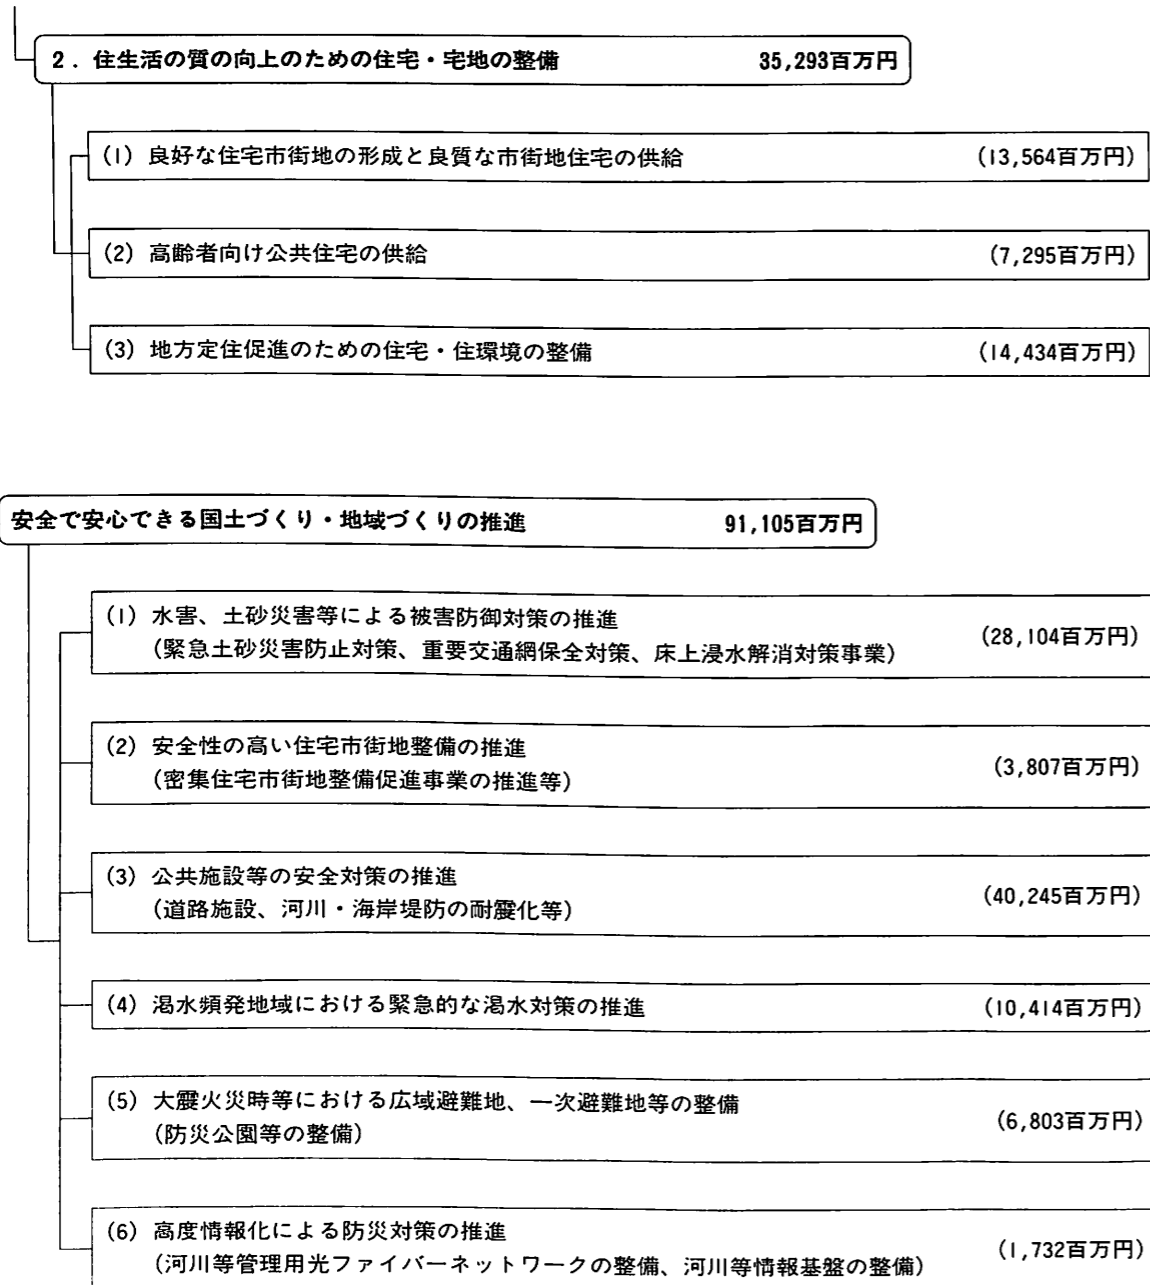 2．住生活の質の向上のための住宅・宅地の整備 35,293百万円
(1) 良好な住宅市街地の形成と良質な市街地住宅の供給 (13,564百万円)
(2) 高齢者向け公共住宅の供給 (7,295百万円)
(3) 地方定住促進のための住宅・住環境の整備 (14,434百万円)
安全で安心できる国土づくり・地域づくりの推進 91,105百万円
(1) 水害、土砂災害等による被害防御対策の推進
(緊急土砂災害防止対策、重要交通網保全対策、床上浸水解消対策事業) (28,104百万円)
(2) 安全性の高い住宅市街地整備の推進
(密集住宅市街地整備促進事業の推進等) (3,807百万円)
(3) 公共施設等の安全対策の推進
(道路施設、河川・海岸堤防の耐震化等) (40,245百万円)
(4) 渇水頻発地域における緊急的な渇水対策の推進 (10,414百万円)
(5) 大震火災時等における広域避難地、一次避難地等の整備
(防災公園等の整備) (6,803百万円)
(6) 高度情報化による防災対策の推進
(河川等管理用光ファイバーネットワークの整備、河川等情報基盤の整備) (1,732百万円)